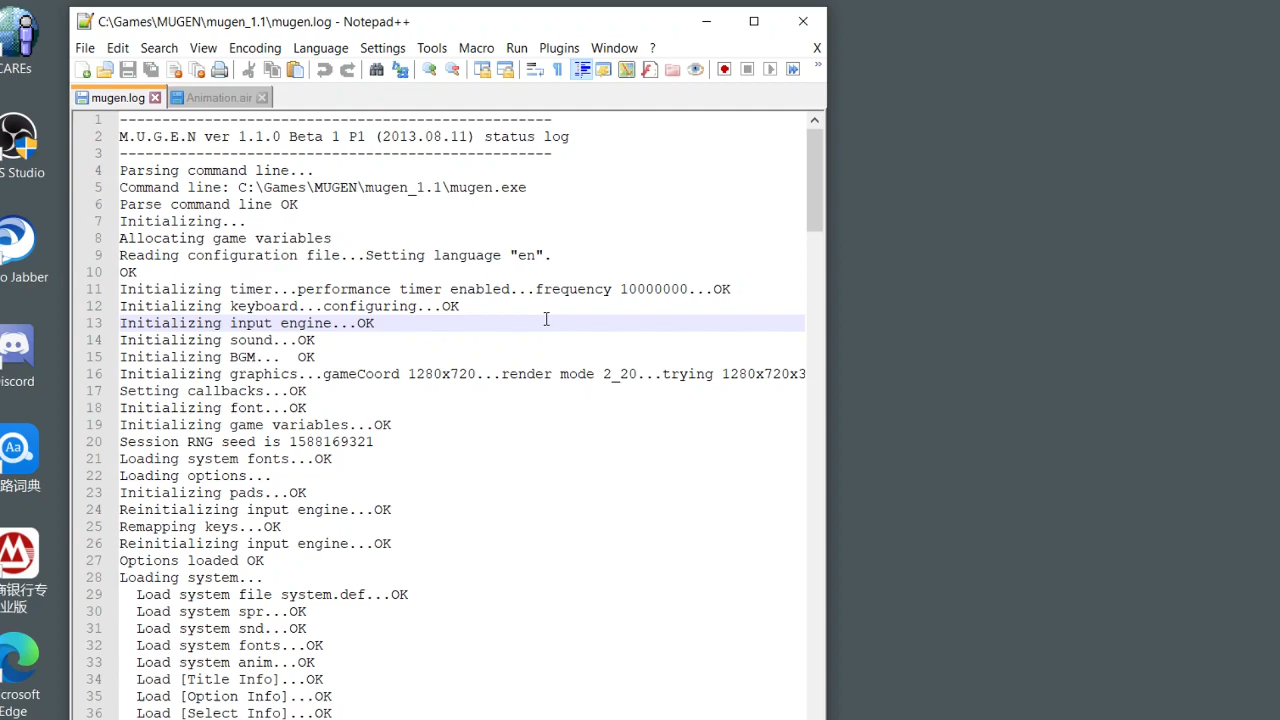 C:\Games\MUGEN\mugen_1.1\mugen.log - Notepad++
File Edit Search View Encoding Language Settings Tools Macro Run Plugins Window ? X
mugen.log Animation.air
1 --------------------------------------------------
2 M.U.G.E.N ver 1.1.0 Beta 1 P1 (2013.08.11) status log
3 --------------------------------------------------
4 Parsing command line...
5 Command line: C:\Games\MUGEN\mugen_1.1\mugen.exe
6 Parse command line OK
7 Initializing...
8 Allocating game variables
9 Reading configuration file...Setting language "en".
10 OK
11 Initializing timer...performance timer enabled...frequency 10000000...OK
12 Initializing keyboard...configuring...OK
13 Initializing input engine...OK
14 Initializing sound...OK
15 Initializing BGM...  OK
16 Initializing graphics...gameCoord 1280x720...render mode 2_20...trying 1280x720x3
17 Setting callbacks...OK
18 Initializing font...OK
19 Initializing game variables...OK
20 Session RNG seed is 1588169321
21 Loading system fonts...OK
22 Loading options...
23 Initializing pads...OK
24 Reinitializing input engine...OK
25 Remapping keys...OK
26 Reinitializing input engine...OK
27 Options loaded OK
28 Loading system...
29 Load system file system.def...OK
30 Load system spr...OK
31 Load system snd...OK
32 Load system fonts...OK
33 Load system anim...OK
34 Load [Title Info]...OK
35 Load [Option Info]...OK
36 Load [Select Info]...OK
CAREs
S Studio
o Jabber
Discord
Aa
路词典
商银行专
业版
icrosoft
Edge